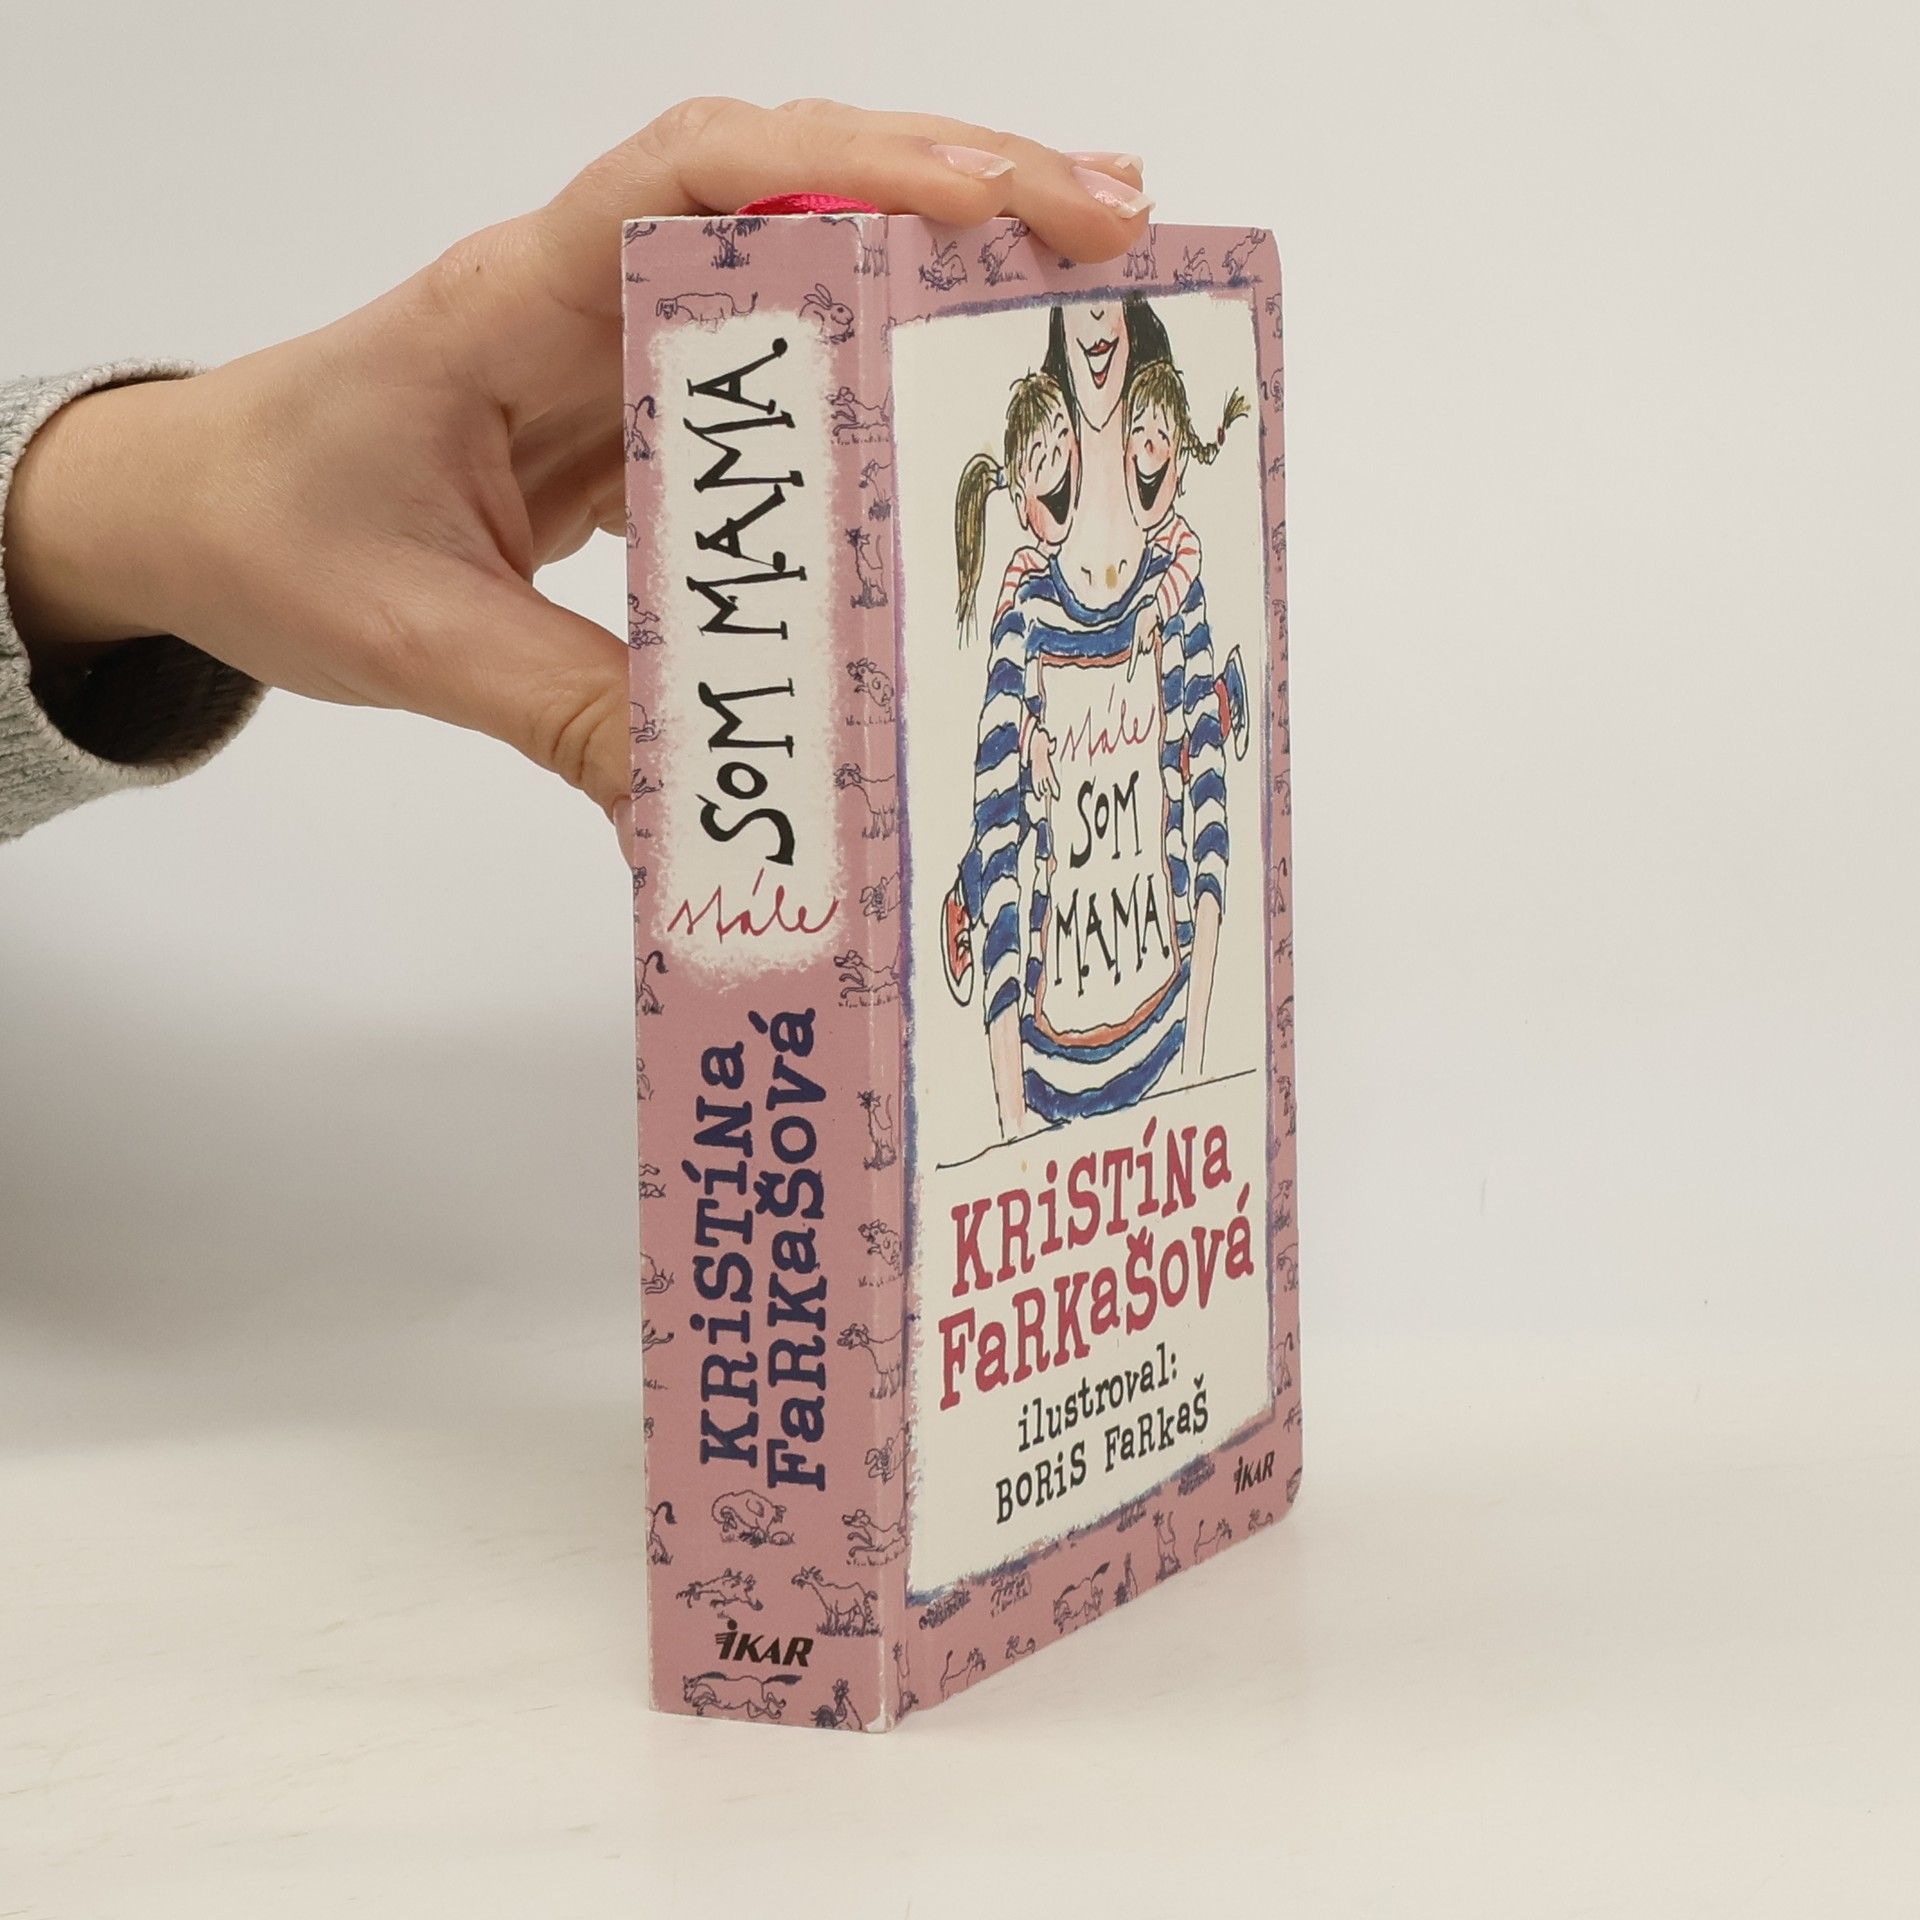 stále SOM MAMA
KRiSTíNa
FaRKaŠová
iKAR
stále
SOM
MAMA
KRiSTíNa
FaRKaŠová
ilustroval:
BoRiS FaRkaŠ
iKAR